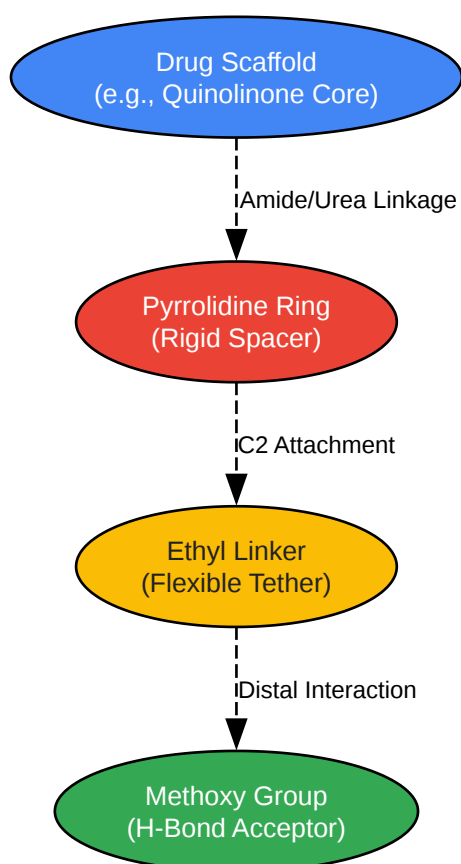 Drug Scaffold
(e.g., Quinolinone Core)
Amide/Urea Linkage
Pyrrolidine Ring
(Rigid Spacer)
C2 Attachment
Ethyl Linker
(Flexible Tether)
Distal Interaction
Methoxy Group
(H-Bond Acceptor)